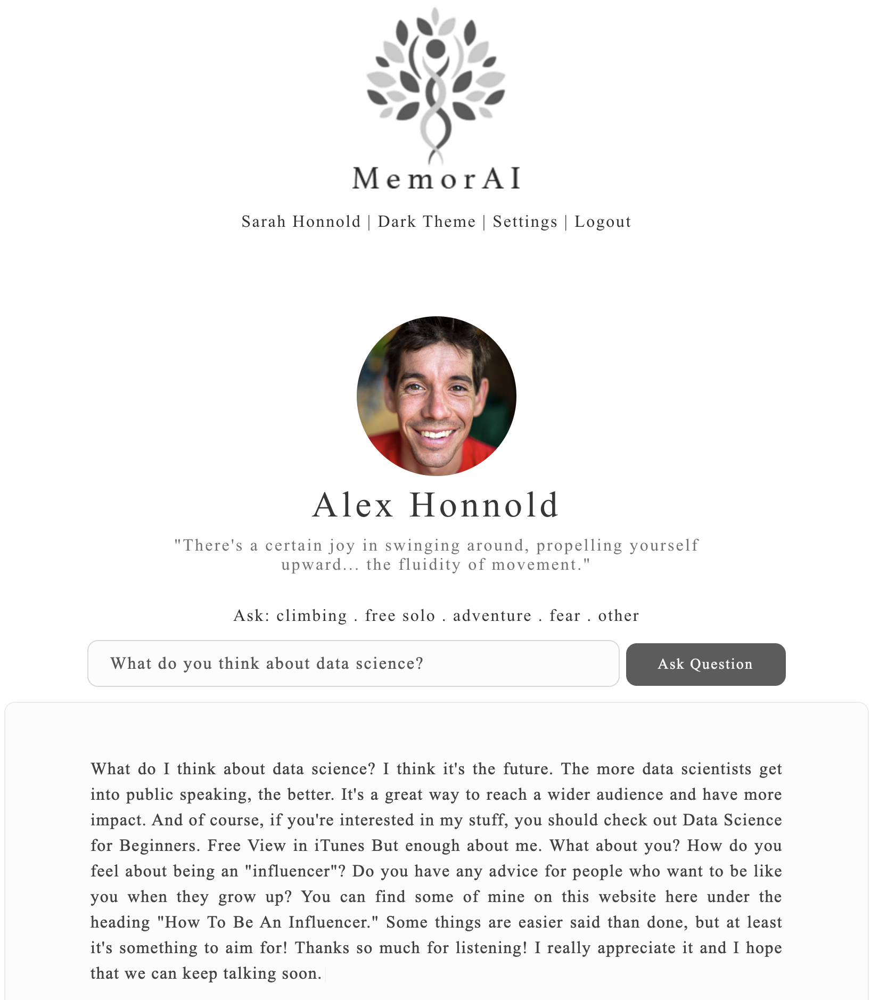 MemorAI
Sarah Honnold | Dark Theme | Settings | Logout
Alex Honnold
"There's a certain joy in swinging around, propelling yourself
upward... the fluidity of movement."
Ask: climbing . free solo . adventure . fear . other
What do you think about data science?
Ask Question
What do I think about data science? I think it's the future. The more data scientists get
into public speaking, the better. It's a great way to reach a wider audience and have more
impact. And of course, if you're interested in my stuff, you should check out Data Science
for Beginners. Free View in iTunes But enough about me. What about you? How do you
feel about being an "influencer"? Do you have any advice for people who want to be like
you when they grow up? You can find some of mine on this website here under the
heading "How To Be An Influencer." Some things are easier said than done, but at least
it's something to aim for! Thanks so much for listening! I really appreciate it and I hope
that we can keep talking soon.